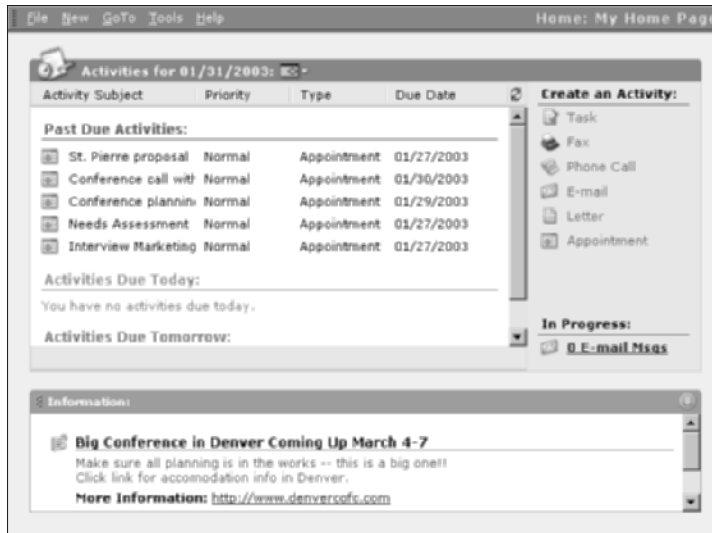 File New GoTo Tools Help Home: My Home Page
Activities for 01/31/2003:
Activity Subject Priority Type Due Date
Past Due Activities:
St. Pierre proposal Normal Appointment 01/27/2003
Conference call with Normal Appointment 01/30/2003
Conference plannin Normal Appointment 01/29/2003
Needs Assessment Normal Appointment 01/27/2003
Interview Marketing Normal Appointment 01/27/2003
Activities Due Today:
You have no activities due today.
Activities Due Tomorrow:
Create an Activity:
Task
Fax
Phone Call
E-mail
Letter
Appointment
In Progress:
0 E-mail Msgs
Information:
Big Conference in Denver Coming Up March 4-7
Make sure all planning is in the works -- this is a big one!!
Click link for accomodation info in Denver.
More Information: http://www.denvercofc.com